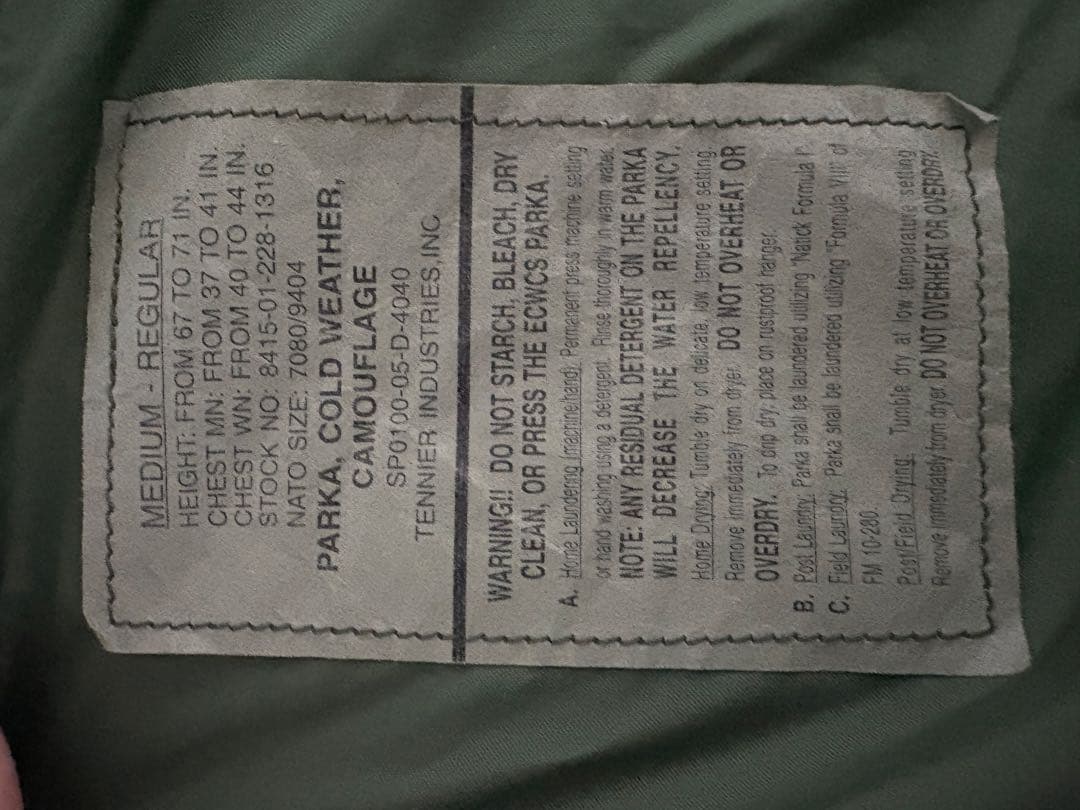 MEDIUM - REGULAR
HEIGHT: FROM 67 TO 71 IN.
CHEST MN: FROM 37 TO 41 IN.
CHEST WN: FROM 40 TO 44 IN.
STOCK NO: 8415-01-228-1316
NATO SIZE: 7080/9404
PARKA, COLD WEATHER,
CAMOUFLAGE
SP0100-05-D-4040
TENNIER INDUSTRIES,INC
WARNING!! DO NOT STARCH, BLEACH, DRY
CLEAN, OR PRESS THE ECWCS PARKA.
A. Home Laundering (machine/hand): Permanent press machine setting
or hand washing using a detergent. Rinse thoroughly in warm water.
NOTE: ANY RESIDUAL DETERGENT ON THE PARKA
WILL DECREASE THE WATER REPELLENCY.
Home Drying: Tumble dry on delicate, low temperature setting.
Remove immediately from dryer. DO NOT OVERHEAT OR
OVERDRY. To drip dry, place on rustproof hanger.
B. Post Laundry: Parka shall be laundered utilizing "Natick Formula I".
C. Field Laundry: Parka shall be laundered utilizing "Formula VIII of
FM 10-280.
Post/Field Drying: Tumble dry at low temperature setting.
Remove immediately from dryer DO NOT OVERHEAT OR OVERDRY.